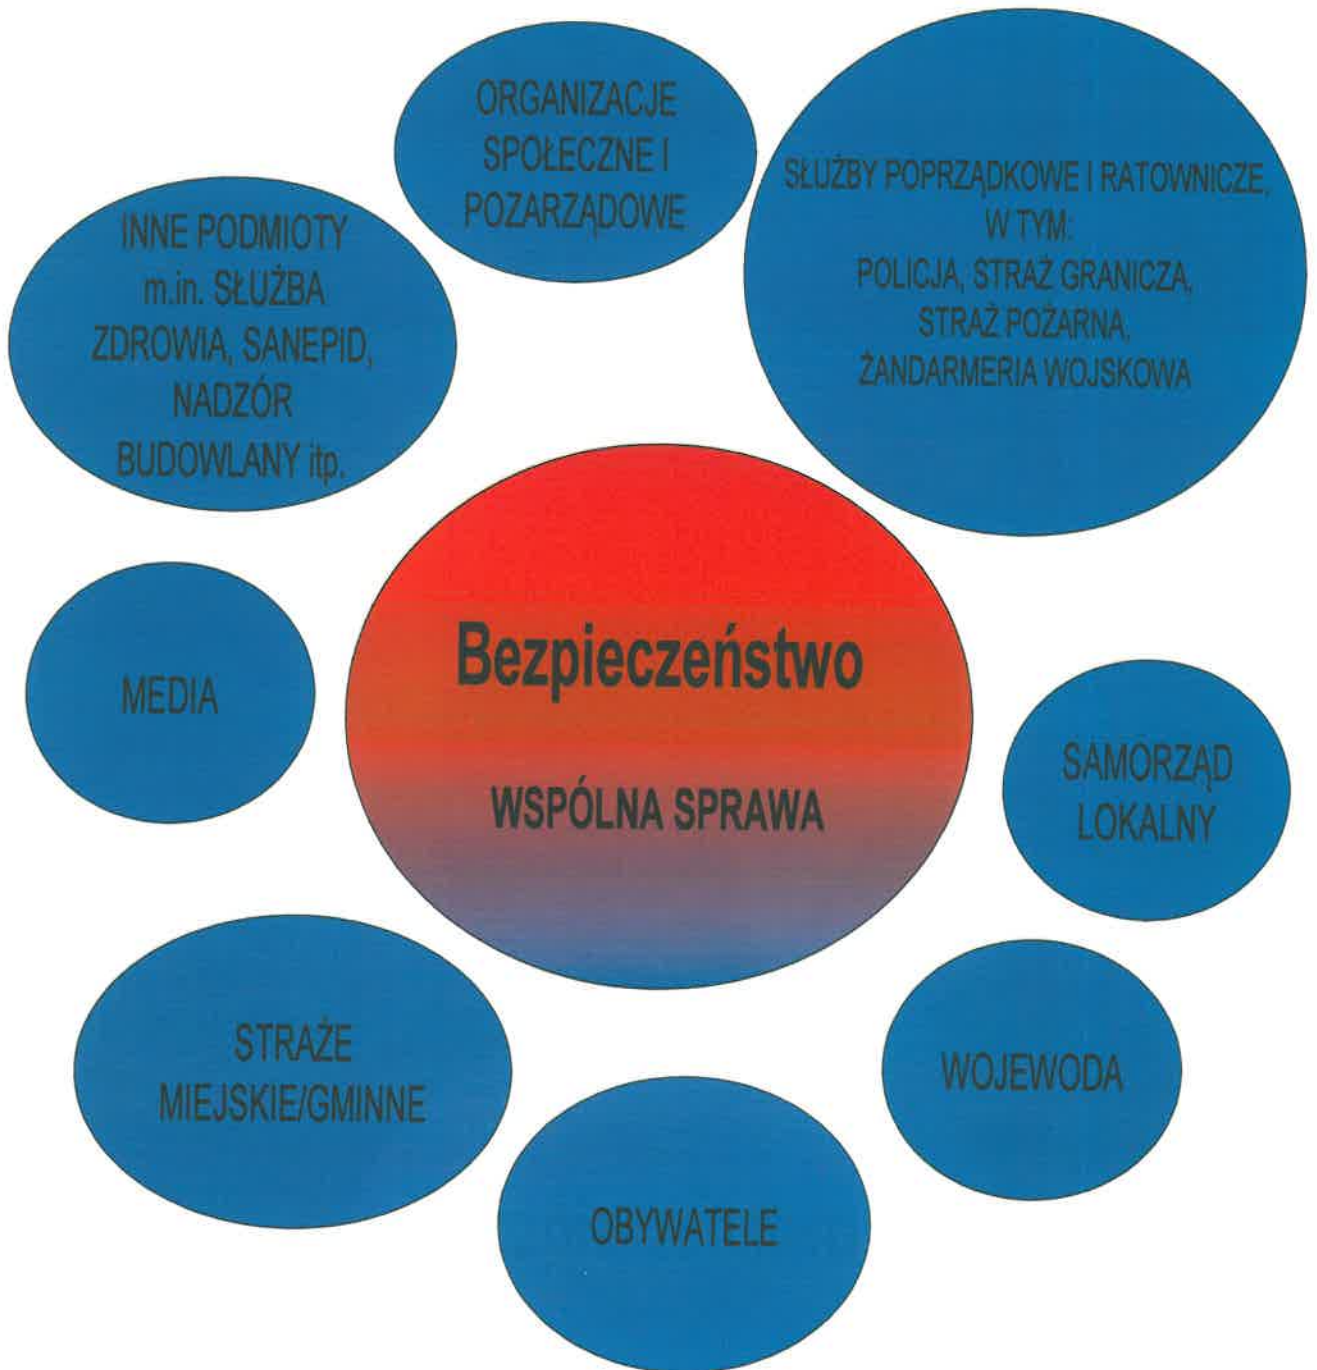 ORGANIZACJE
SPOŁECZNE I
POZARZĄDOWE
SŁUŻBY POPRZĄDKOWE I RATOWNICZE,
W TYM:
POLICJA, STRAŻ GRANICZA,
STRAŻ POŻARNA,
ŻANDARMERIA WOJSKOWA
INNE PODMIOTY
m.in. SŁUŻBA
ZDROWIA, SANEPID,
NADZÓR
BUDOWLANY itp.
Bezpieczeństwo
WSPÓLNA SPRAWA
MEDIA
SAMORZĄD
LOKALNY
STRAŻE
MIEJSKIE/GMINNE
WOJEWODA
OBYWATELE